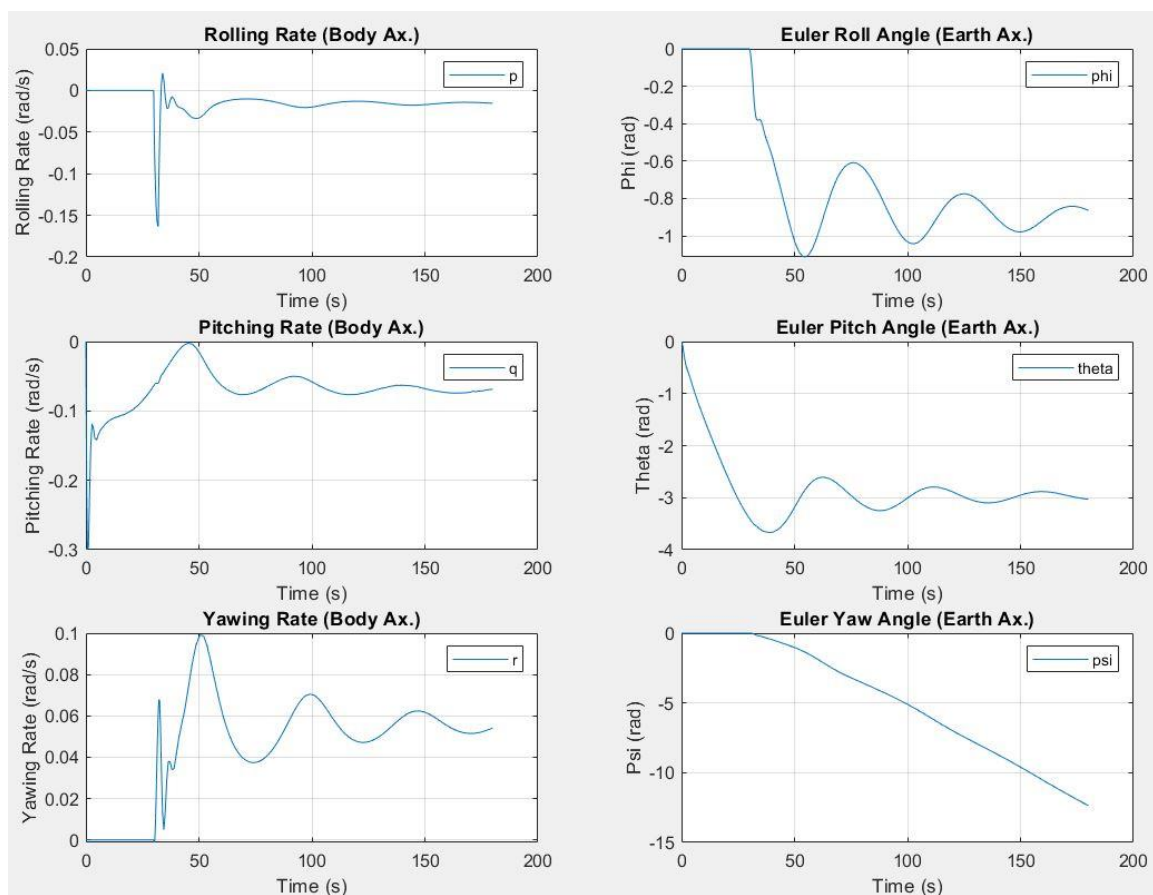 Rolling Rate (Body Ax.)
0.05
0
-0.05
-0.1
-0.15
-0.2
Rolling Rate (rad/s)
p
0 50 100 150 200
Time (s)
Euler Roll Angle (Earth Ax.)
0
-0.2
-0.4
-0.6
-0.8
-1
Phi (rad)
phi
0 50 100 150 200
Time (s)
Pitching Rate (Body Ax.)
0
-0.1
-0.2
-0.3
Pitching Rate (rad/s)
q
0 50 100 150 200
Time (s)
Euler Pitch Angle (Earth Ax.)
0
-1
-2
-3
-4
Theta (rad)
theta
0 50 100 150 200
Time (s)
Yawing Rate (Body Ax.)
0.1
0.08
0.06
0.04
0.02
0
Yawing Rate (rad/s)
r
0 50 100 150 200
Time (s)
Euler Yaw Angle (Earth Ax.)
0
-5
-10
-15
Psi (rad)
psi
0 50 100 150 200
Time (s)